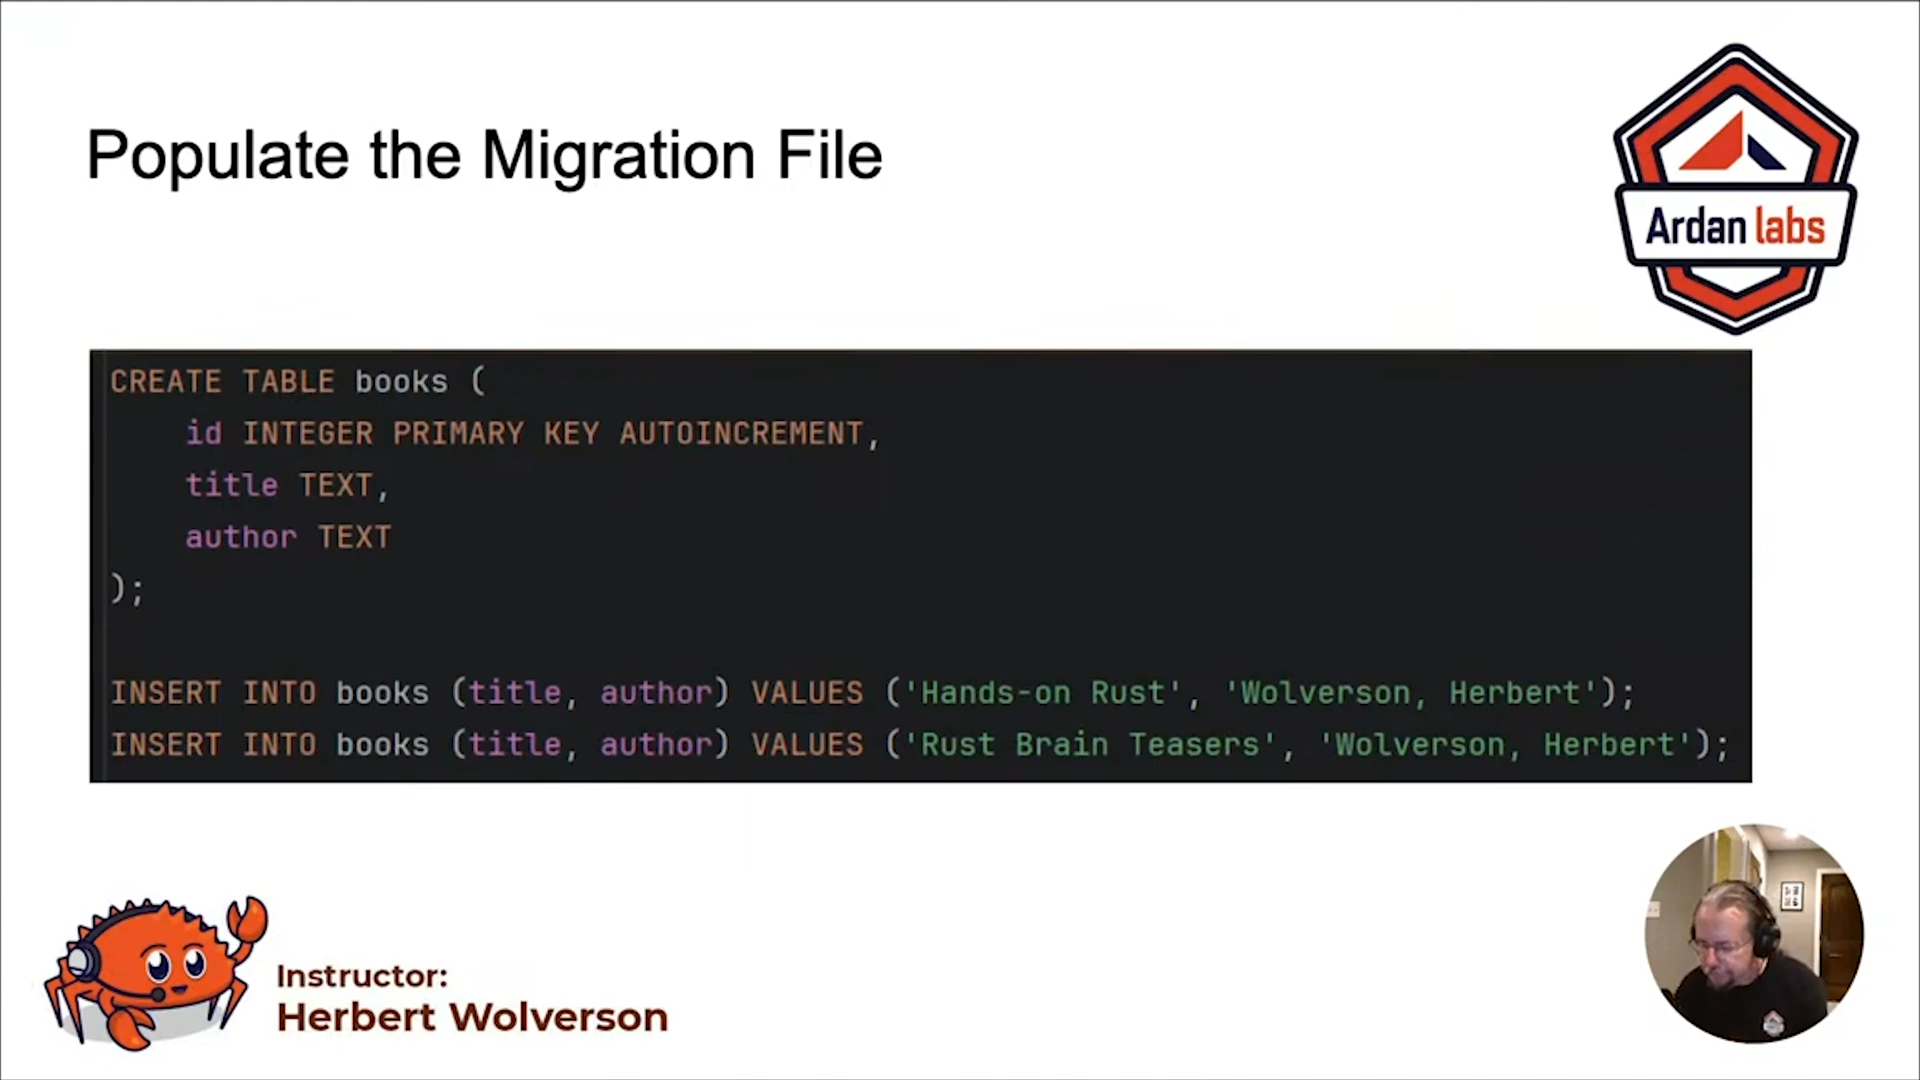 Populate the Migration File
Ardan labs
CREATE TABLE books (
    id INTEGER PRIMARY KEY AUTOINCREMENT,
    title TEXT,
    author TEXT
);
INSERT INTO books (title, author) VALUES ('Hands-on Rust', 'Wolverson, Herbert');
INSERT INTO books (title, author) VALUES ('Rust Brain Teasers', 'Wolverson, Herbert');
Instructor:
Herbert Wolverson